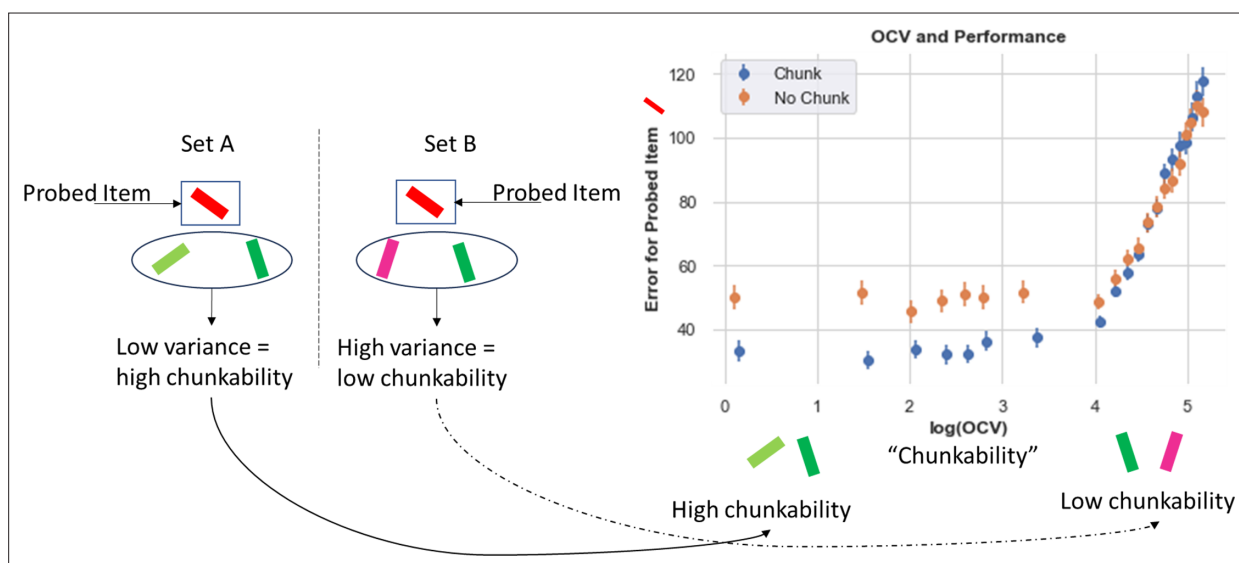 Set A
Set B
Probed Item
Probed Item
Low variance =
high chunkability
High variance =
low chunkability
OCV and Performance
Chunk
No Chunk
Error for Probed Item
120
100
80
60
40
0 1 2 3 4 5
log(OCV)
“Chunkability”
High chunkability
Low chunkability